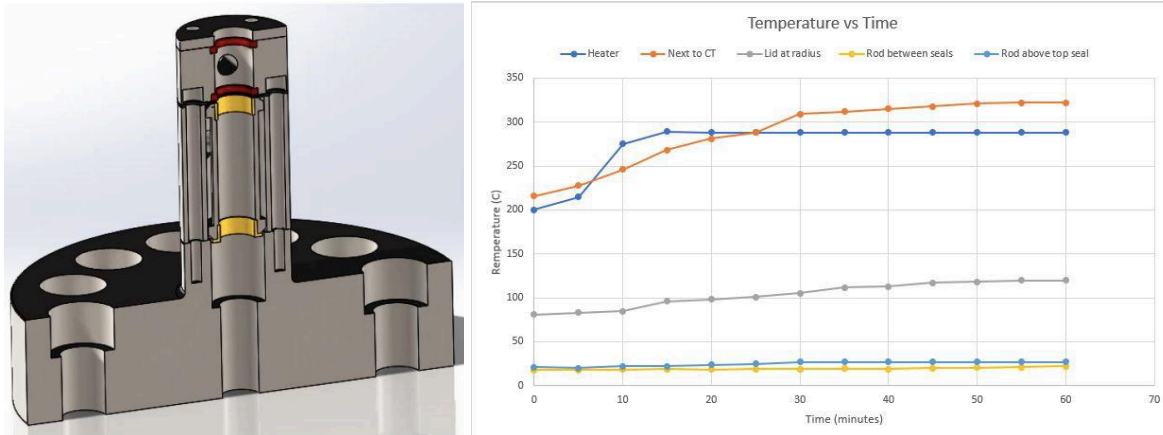 Temperature vs Time
Heater Next to CT Lid at radius Rod between seals Rod above top seal
350
300
250
200
150
100
50
0
Remperature (C)
0 10 20 30 40 50 60 70
Time (minutes)